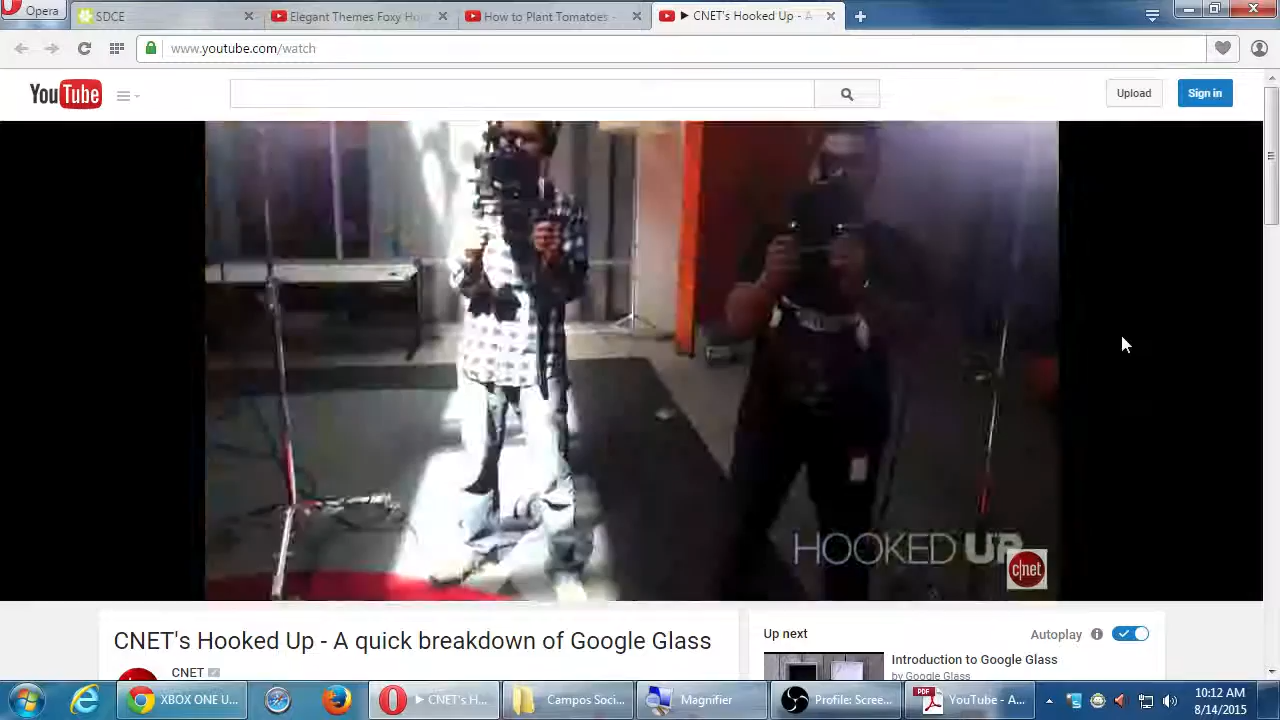 Opera
SDCE
Elegant Themes Foxy Ho
How to Plant Tomatoes -
▶ CNET's Hooked Up - A
www.youtube.com/watch
YouTube
Upload
Sign in
HOOKED UP
c|net
CNET's Hooked Up - A quick breakdown of Google Glass
CNET
Up next
Autoplay
Introduction to Google Glass
by Google Glass
XBOX ONE U...
▶ CNET's H...
Campos Soci...
Magnifier
Profile: Scree...
PDF
YouTube - A...
10:12 AM
8/14/2015